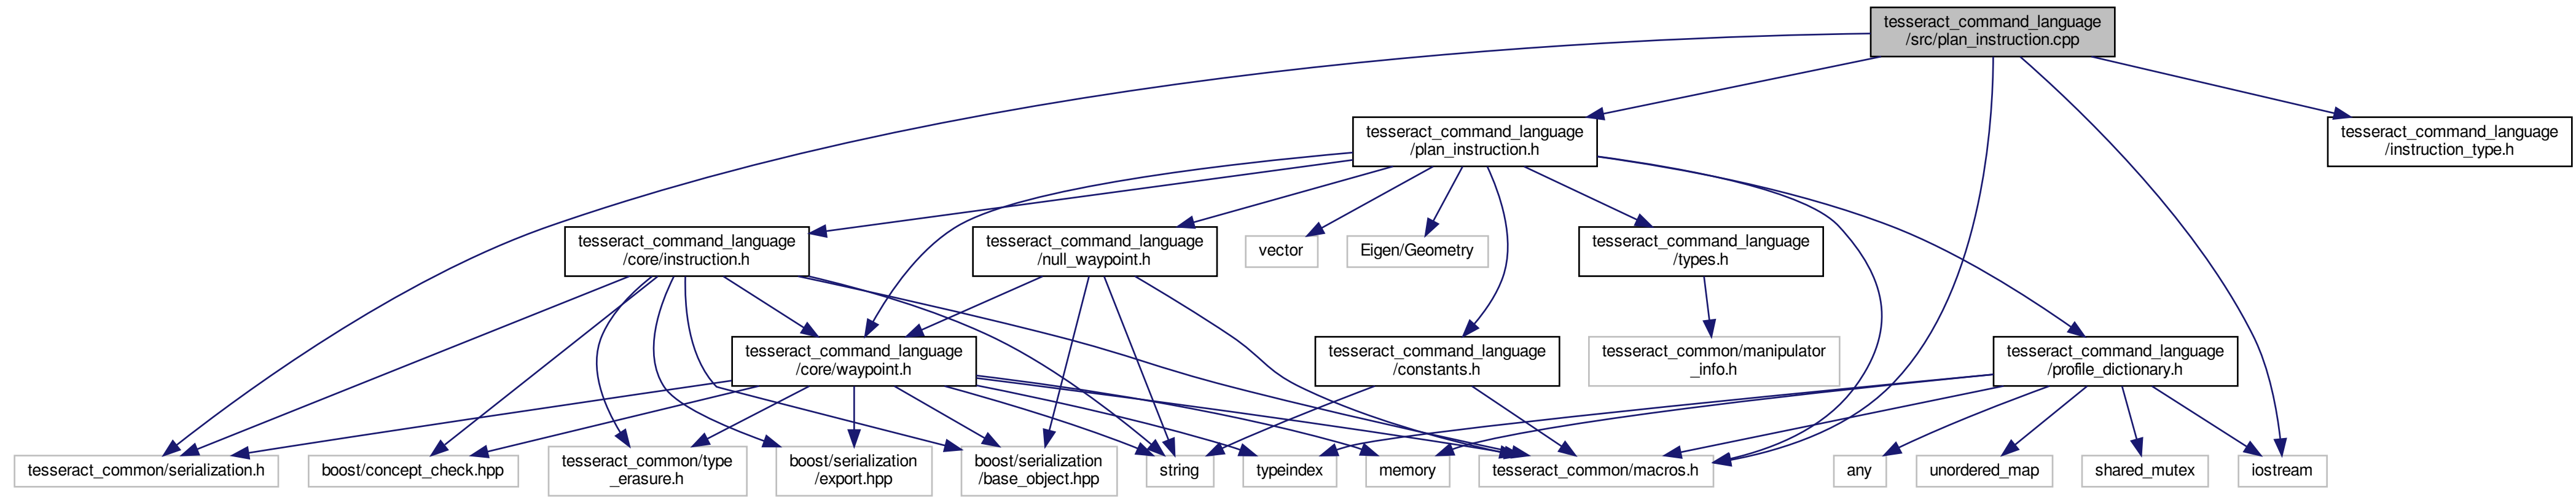 tesseract_command_language
/src/plan_instruction.cpp
tesseract_command_language
/plan_instruction.h
tesseract_command_language
/instruction_type.h
tesseract_command_language
/core/instruction.h
tesseract_command_language
/null_waypoint.h
vector
Eigen/Geometry
tesseract_command_language
/types.h
tesseract_command_language
/core/waypoint.h
tesseract_command_language
/constants.h
tesseract_common/manipulator
_info.h
tesseract_command_language
/profile_dictionary.h
tesseract_common/serialization.h
boost/concept_check.hpp
tesseract_common/type
_erasure.h
boost/serialization
/export.hpp
boost/serialization
/base_object.hpp
string
typeindex
memory
tesseract_common/macros.h
any
unordered_map
shared_mutex
iostream